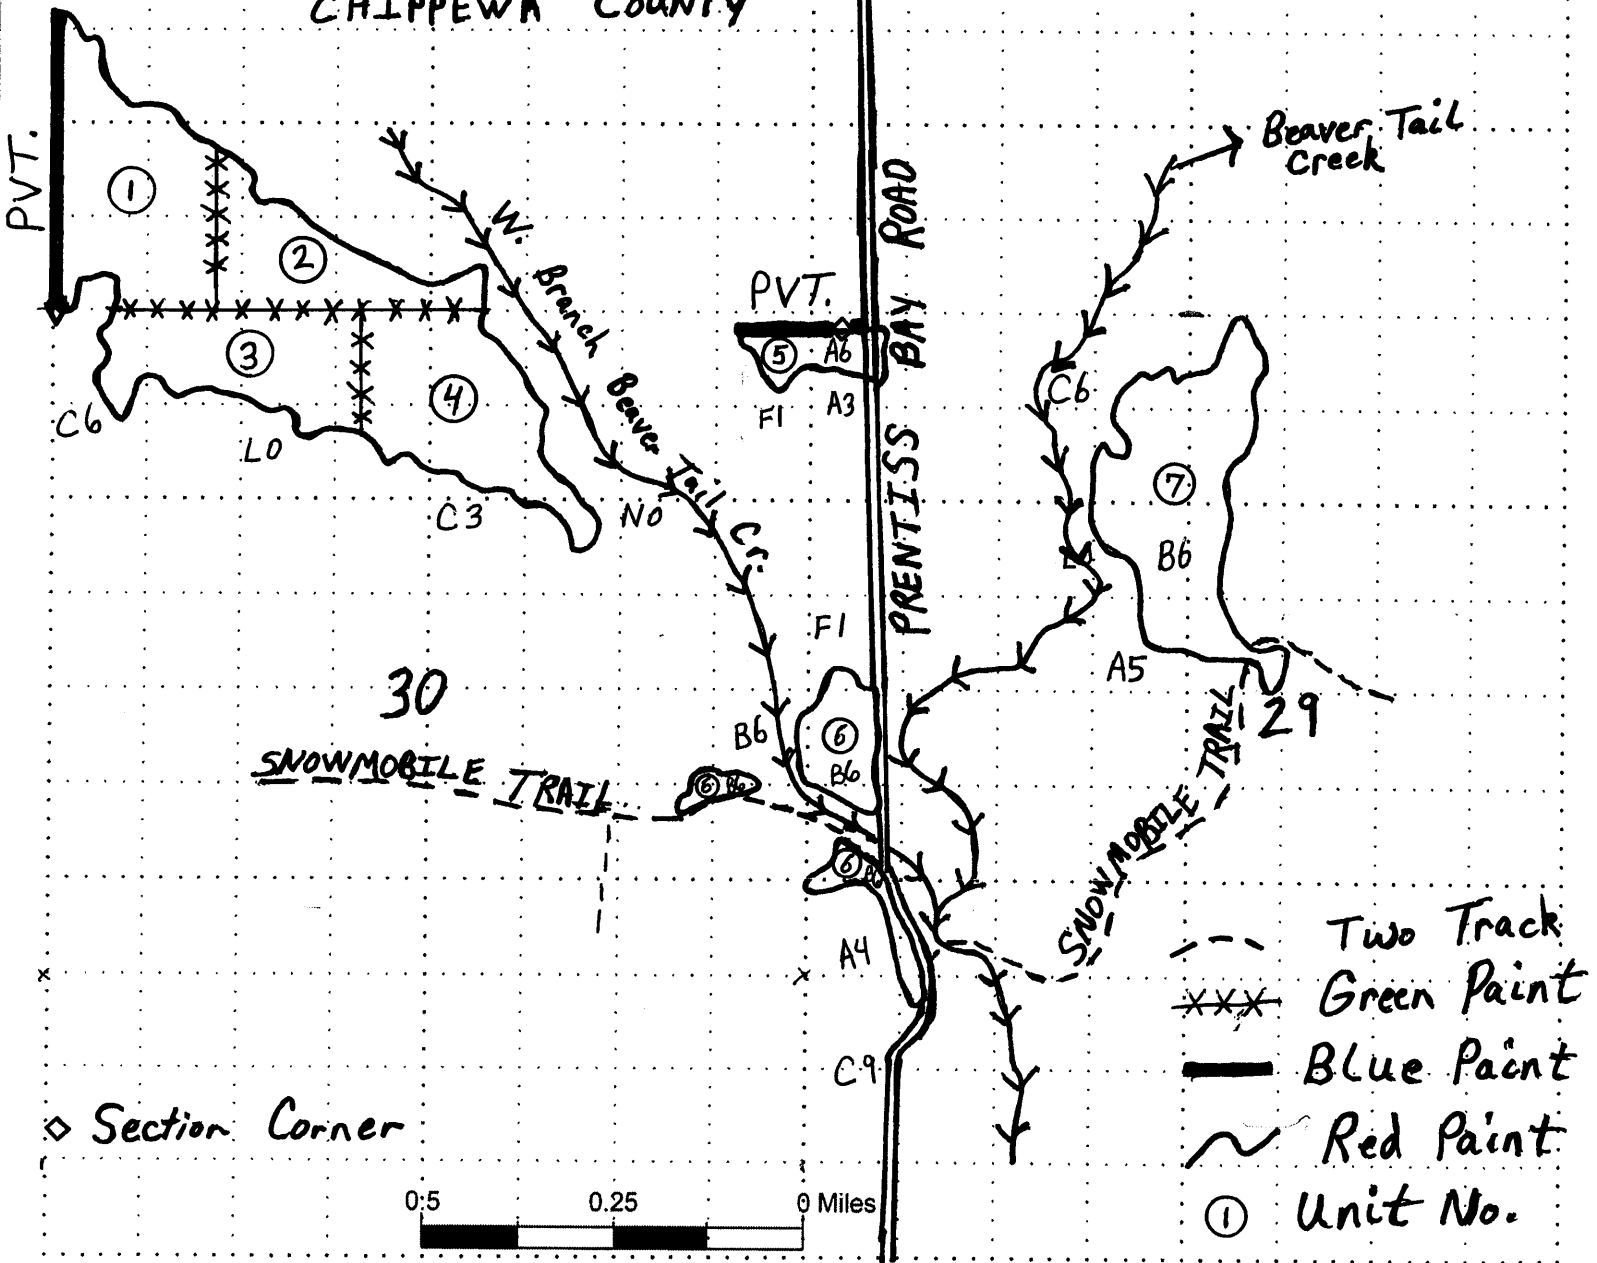 CHIPPEWA COUNTY
PVT.
1
2
3
4
C6
LO
C3
NO
W. Branch Beaver Tail Cr.
PVT.
5
A6
F1
A3
PRENTISS BAY ROAD
Beaver Tail
Creek
C6
7
B6
A5
29
F1
30
B6
6
B6
SNOWMOBILE TRAIL
6
B6
6
A4
C9
SNOWMOBILE TRAIL
Two Track
Green Paint
Blue Paint
Red Paint
1 Unit No.
Section Corner
0.5 0.25 0 Miles